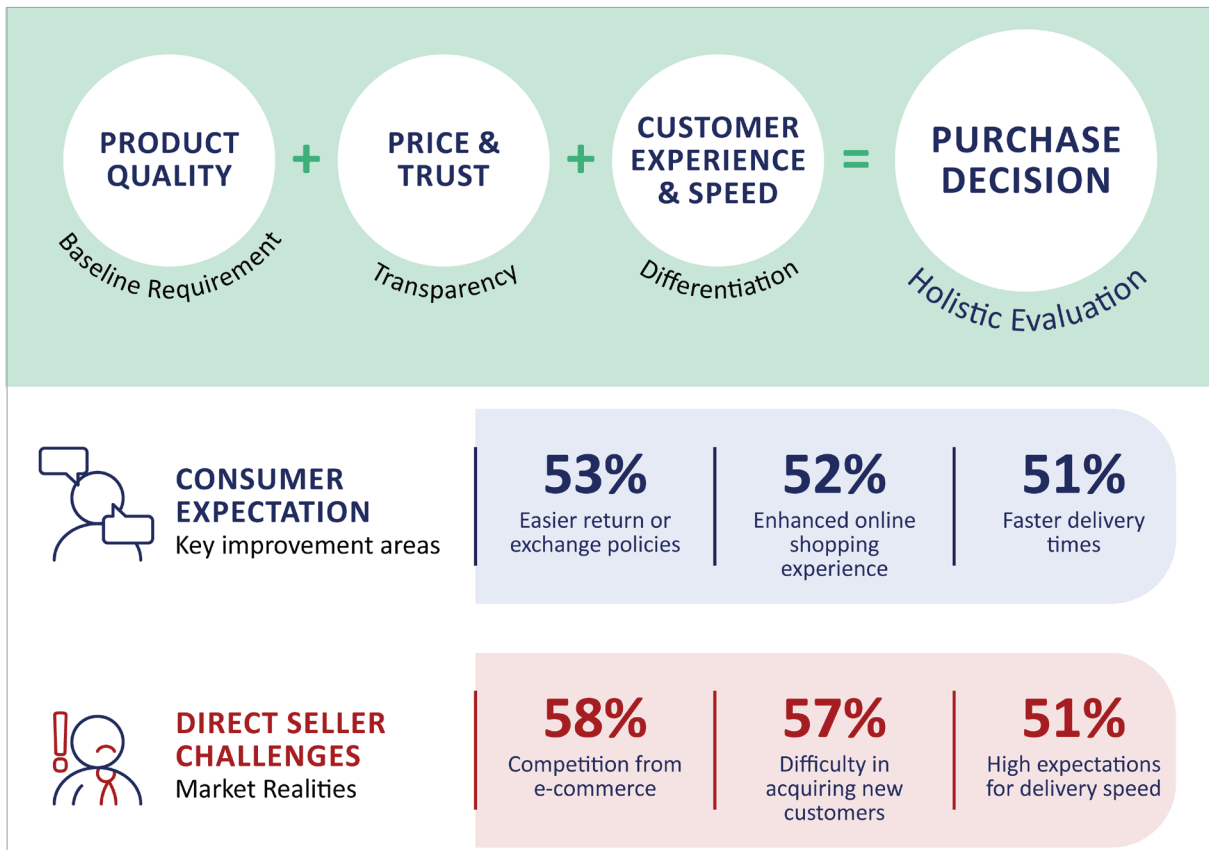 PRODUCT
QUALITY
Baseline Requirement
+
PRICE &
TRUST
Transparency
+
CUSTOMER
EXPERIENCE
& SPEED
Differentiation
=
PURCHASE
DECISION
Holistic Evaluation
CONSUMER
EXPECTATION
Key improvement areas
53%
Easier return or
exchange policies
52%
Enhanced online
shopping
experience
51%
Faster delivery
times
DIRECT SELLER
CHALLENGES
Market Realities
58%
Competition from
e-commerce
57%
Difficulty in
acquiring new
customers
51%
High expectations
for delivery speed